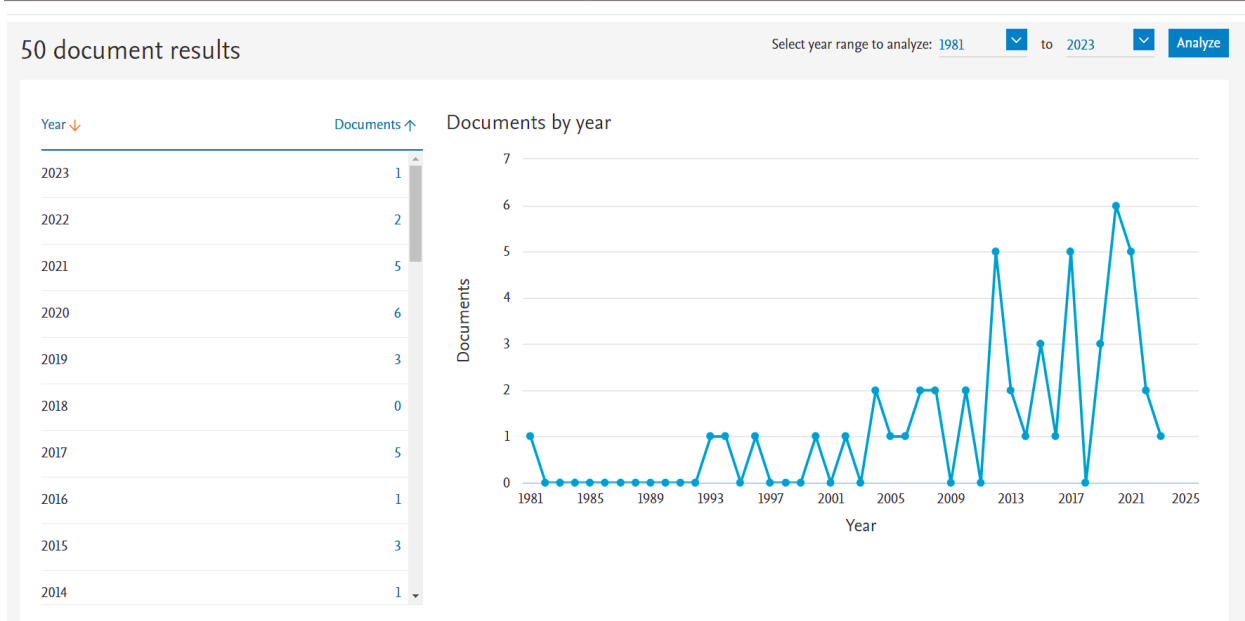 50 document results
Select year range to analyze: 1981 to 2023 Analyze
Year Documents
2023 1
2022 2
2021 5
2020 6
2019 3
2018 0
2017 5
2016 1
2015 3
2014 1
Documents by year
Documents
7
6
5
4
3
2
1
0
1981 1985 1989 1993 1997 2001 2005 2009 2013 2017 2021 2025
Year